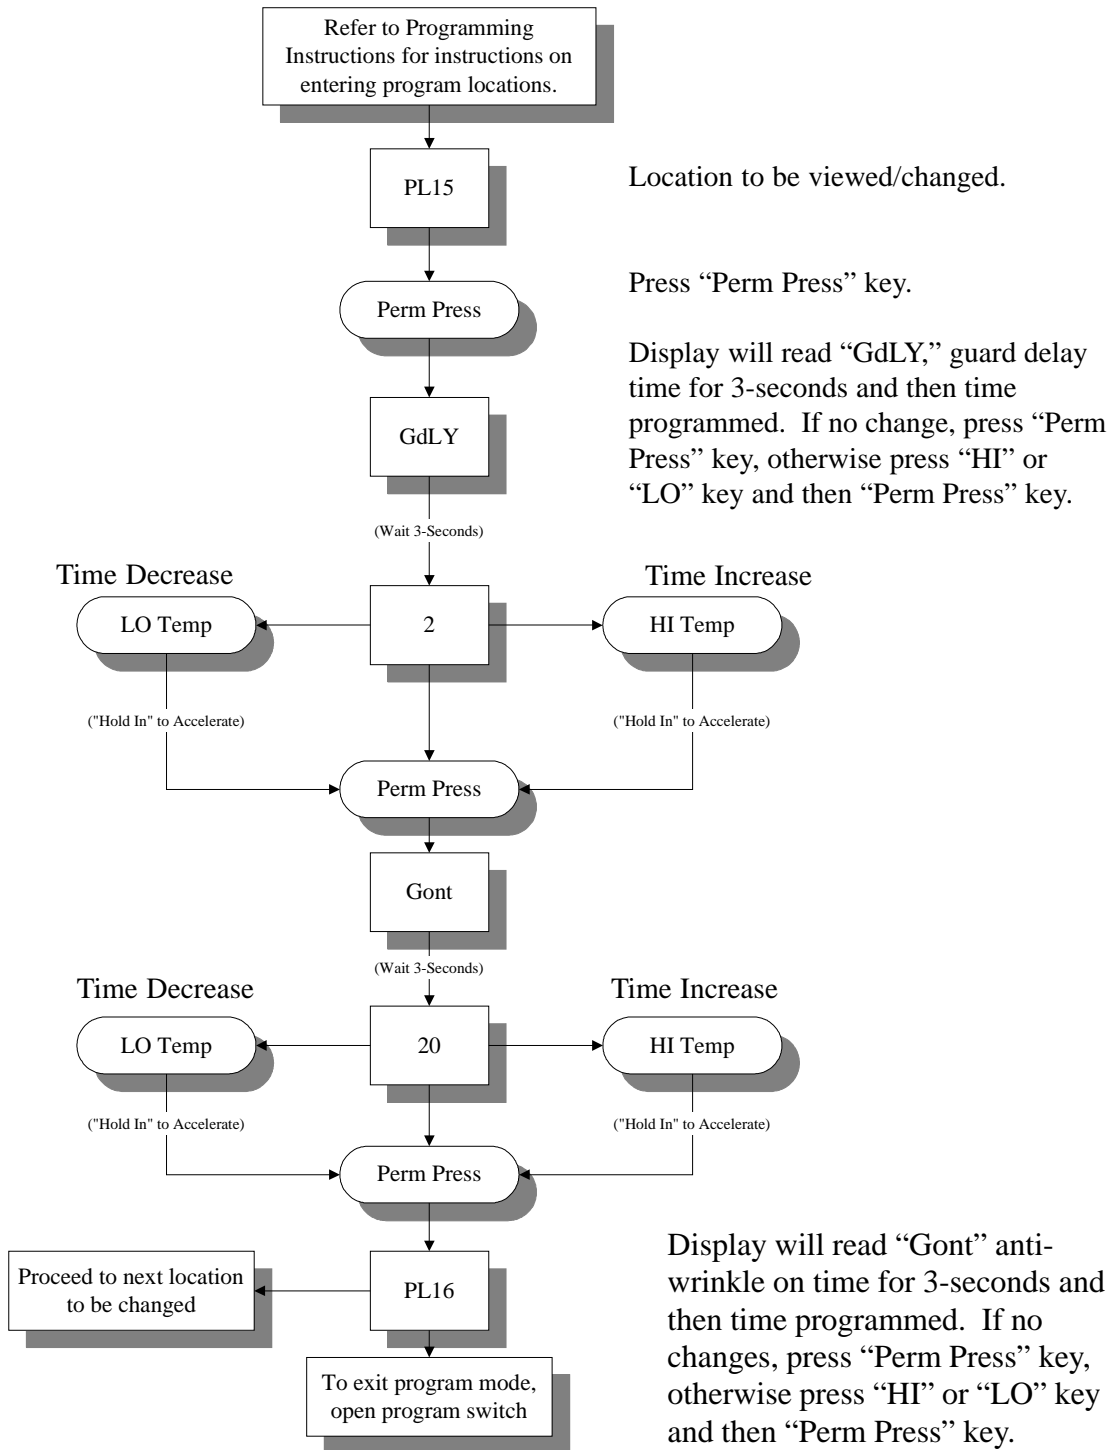 Refer to Programming
Instructions for instructions on
entering program locations.
PL15
Location to be viewed/changed.
Perm Press
Press “Perm Press” key.
GdLY
Display will read “GdLY,” guard delay
time for 3-seconds and then time
programmed.  If no change, press “Perm
Press” key, otherwise press “HI” or
“LO” key and then “Perm Press” key.
(Wait 3-Seconds)
Time Decrease
Time Increase
LO Temp
2
HI Temp
("Hold In" to Accelerate)
("Hold In" to Accelerate)
Perm Press
Gont
(Wait 3-Seconds)
Time Decrease
Time Increase
LO Temp
20
HI Temp
("Hold In" to Accelerate)
("Hold In" to Accelerate)
Perm Press
Proceed to next location
to be changed
PL16
To exit program mode,
open program switch
Display will read “Gont” anti-
wrinkle on time for 3-seconds and
then time programmed.  If no
changes, press “Perm Press” key,
otherwise press “HI” or “LO” key
and then “Perm Press” key.